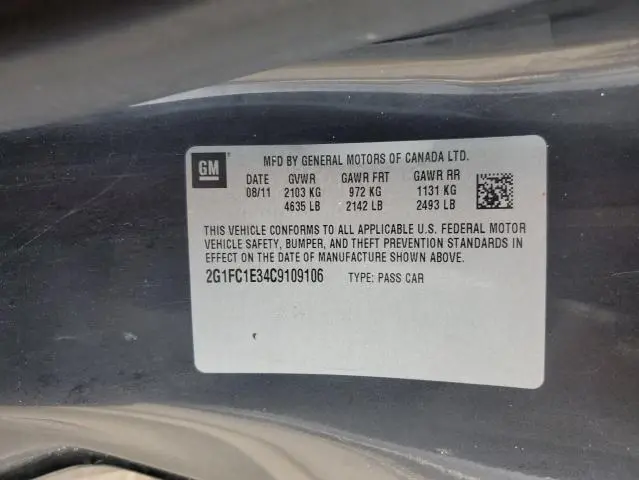 GM
MFD BY GENERAL MOTORS OF CANADA LTD.
DATE GVWR GAWR FRT GAWR RR
08/11 2103 KG 972 KG 1131 KG
4635 LB 2142 LB 2493 LB
THIS VEHICLE CONFORMS TO ALL APPLICABLE U.S. FEDERAL MOTOR
VEHICLE SAFETY, BUMPER, AND THEFT PREVENTION STANDARDS IN
EFFECT ON THE DATE OF MANUFACTURE SHOWN ABOVE.
2G1FC1E34C9109106 TYPE: PASS CAR